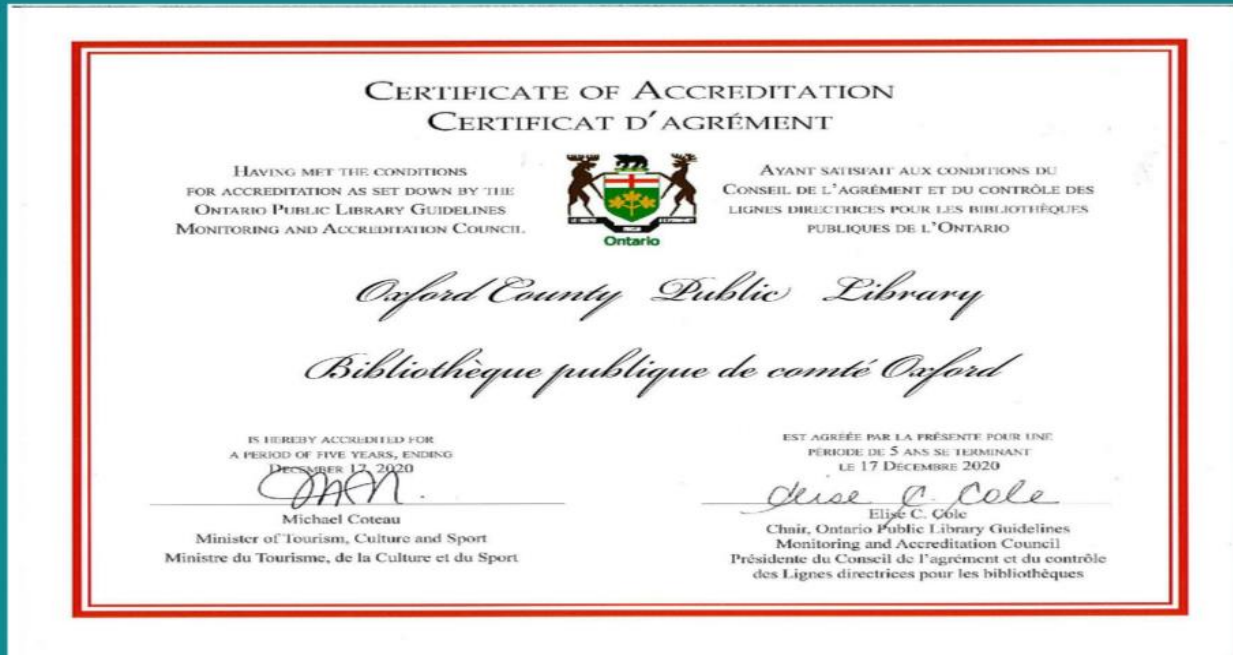 CERTIFICATE OF ACCREDITATION
CERTIFICAT D'AGRÉMENT
HAVING MET THE CONDITIONS
FOR ACCREDITATION AS SET DOWN BY THE
ONTARIO PUBLIC LIBRARY GUIDELINES
MONITORING AND ACCREDITATION COUNCIL
Ontario
AYANT SATISFAIT AUX CONDITIONS DU
CONSEIL DE L'AGRÉMENT ET DU CONTRÔLE DES
LIGNES DIRECTRICES POUR LES BIBLIOTHÈQUES
PUBLIQUES DE L'ONTARIO
Oxford County Public Library
Bibliothèque publique de comté Oxford
IS HEREBY ACCREDITED FOR
A PERIOD OF FIVE YEARS, ENDING
DECEMBER 17, 2020
Michael Coteau
Minister of Tourism, Culture and Sport
Ministre du Tourisme, de la Culture et du Sport
EST AGRÉÉE PAR LA PRÉSENTE POUR UNE
PÉRIODE DE 5 ANS SE TERMINANT
LE 17 DÉCEMBRE 2020
Elise C. Cole
Elise C. Cole
Chair, Ontario Public Library Guidelines
Monitoring and Accreditation Council
Présidente du Conseil de l'agrément et du contrôle
des Lignes directrices pour les bibliothèques